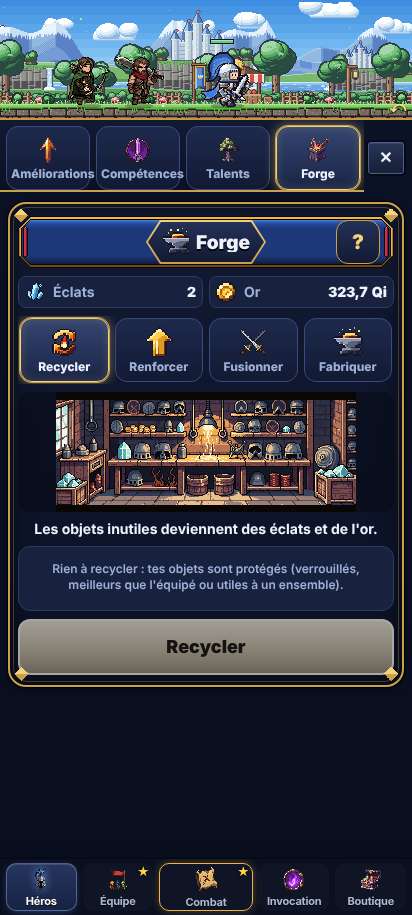 Améliorations
Compétences
Talents
Forge
×
Forge
?
Éclats 2
Or 323,7 Qi
Recycler
Renforcer
Fusionner
Fabriquer
Les objets inutiles deviennent des éclats et de l'or.
Rien à recycler : tes objets sont protégés (verrouillés,
meilleurs que l'équipé ou utiles à un ensemble).
Recycler
Héros
Équipe
Combat
Invocation
Boutique